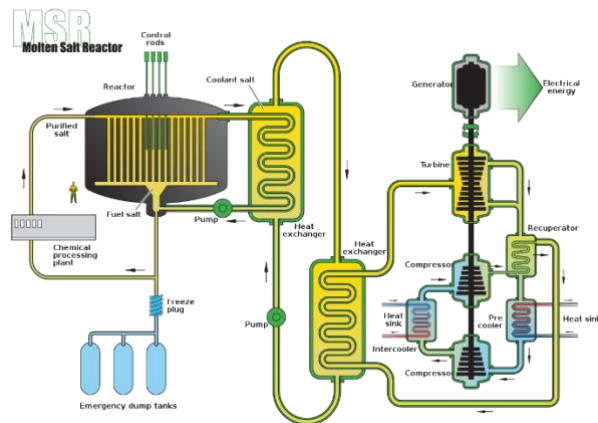 MSR
Molten Salt Reactor
Control
rods
Reactor
Coolant salt
Purified
salt
Fuel salt
Pump
Heat
exchanger
Chemical
processing
plant
Freeze
plug
Emergency dump tanks
Pump
Heat
exchanger
Generator
Electrical
energy
Turbine
Recuperator
Compressor
Heat
sink
Pre
cooler
Heat sink
Intercooler
Compressor